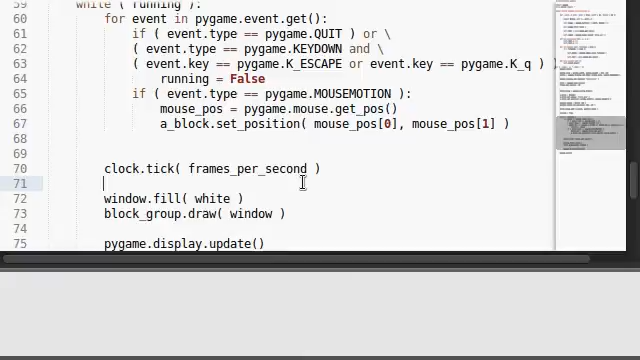 59 while ( running ):
60 for event in pygame.event.get():
61 if ( event.type == pygame.QUIT ) or \
62 ( event.type == pygame.KEYDOWN and \
63 ( event.key == pygame.K_ESCAPE or event.key == pygame.K_q ) )
64 running = False
65 if ( event.type == pygame.MOUSEMOTION ):
66 mouse_pos = pygame.mouse.get_pos()
67 a_block.set_position( mouse_pos[0], mouse_pos[1] )
68
69
70 clock.tick( frames_per_second )
71
72 window.fill( white )
73 block_group.draw( window )
74
75 pygame.display.update()